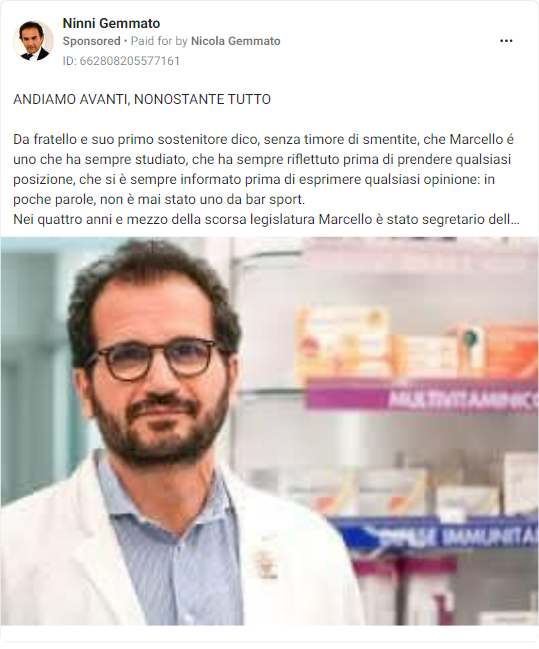 Ninni Gemmato
Sponsored • Paid for by Nicola Gemmato
ID: 662808205577161
ANDIAMO AVANTI, NONOSTANTE TUTTO
Da fratello e suo primo sostenitore dico, senza timore di smentite, che Marcello é
uno che ha sempre studiato, che ha sempre riflettuto prima di prendere qualsiasi
posizione, che si è sempre informato prima di esprimere qualsiasi opinione: in
poche parole, non è mai stato uno da bar sport.
Nei quattro anni e mezzo della scorsa legislatura Marcello è stato segretario dell…
MULTIVITAMINICO
DIFESE IMMUNITA